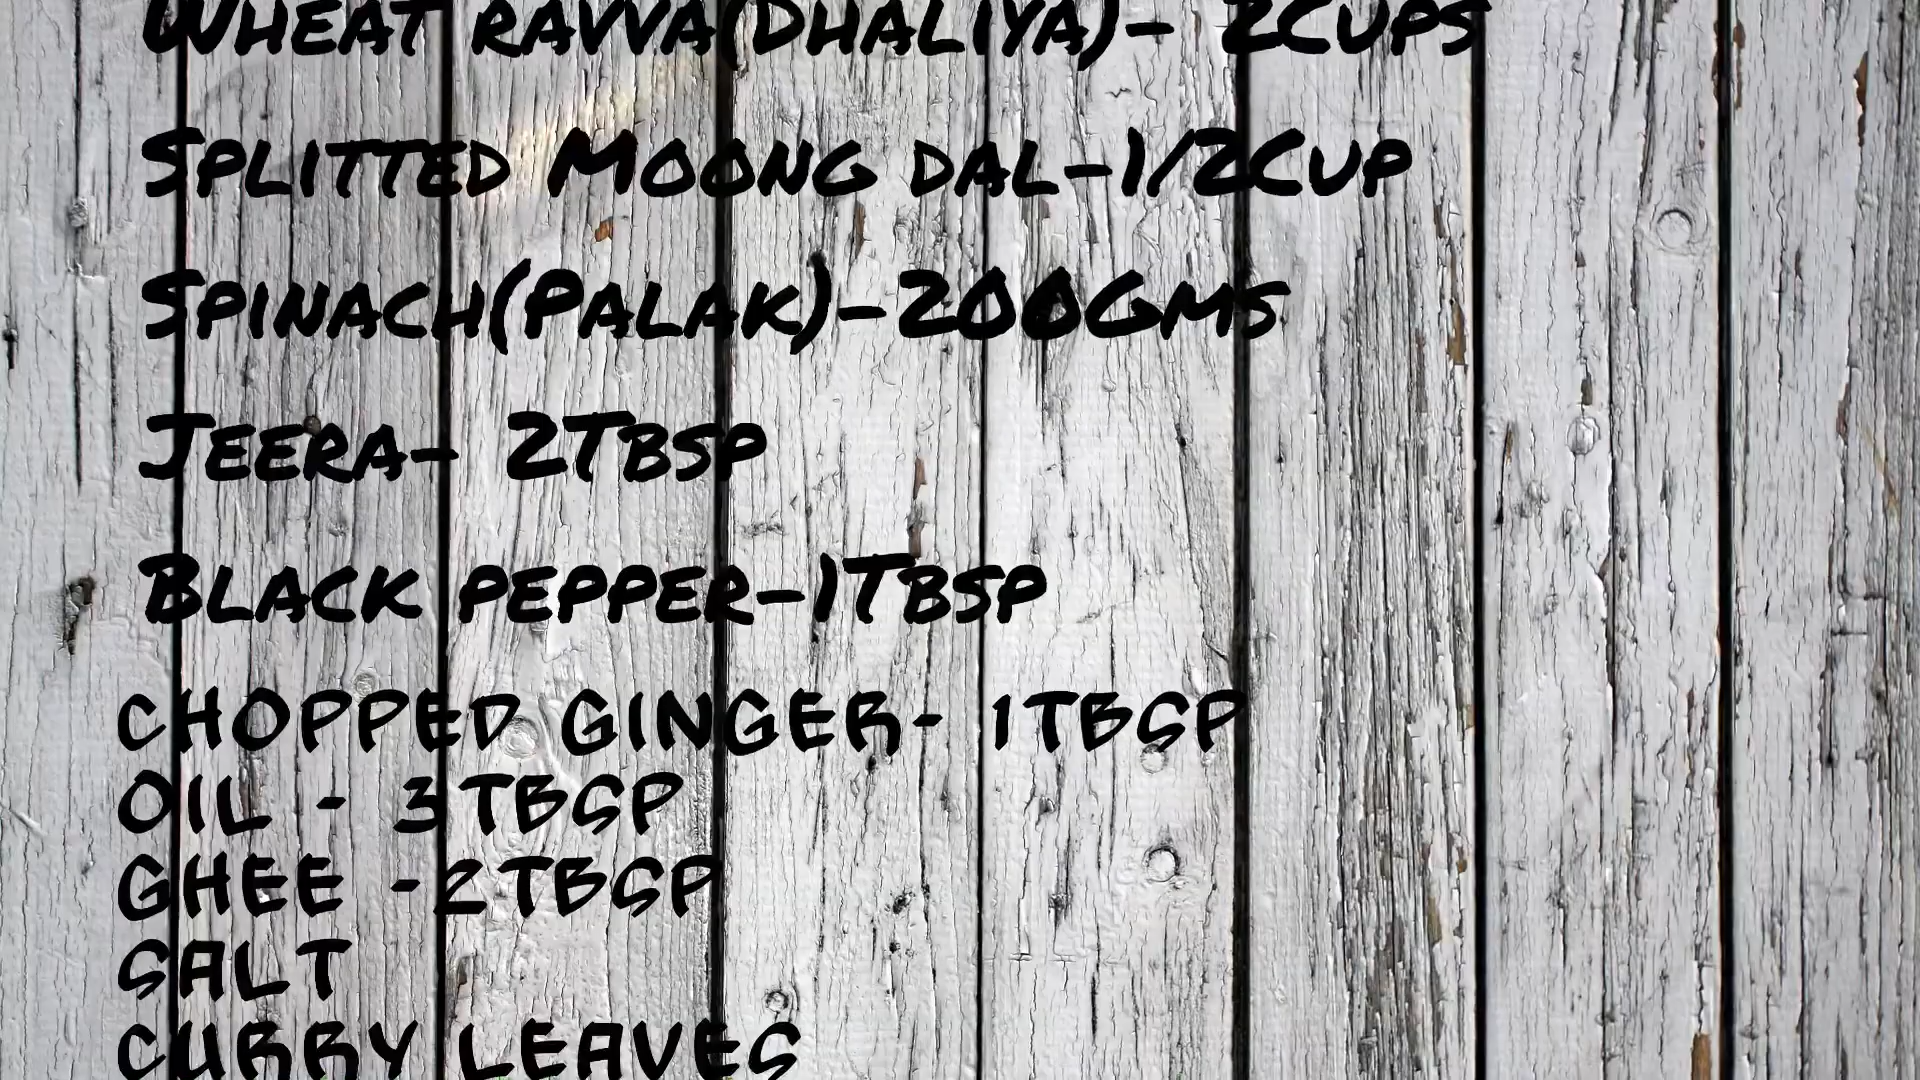 Wheat ravva(Dhaliya)- 2Cups
Splitted Moong dal-1/2Cup
Spinach(Palak)-200Gms
Jeera- 2Tbsp
Black pepper-1Tbsp
CHOPPED GINGER- 1TBSP
OIL - 3TBSP
GHEE -2TBSP
SALT
CURRY LEAVES